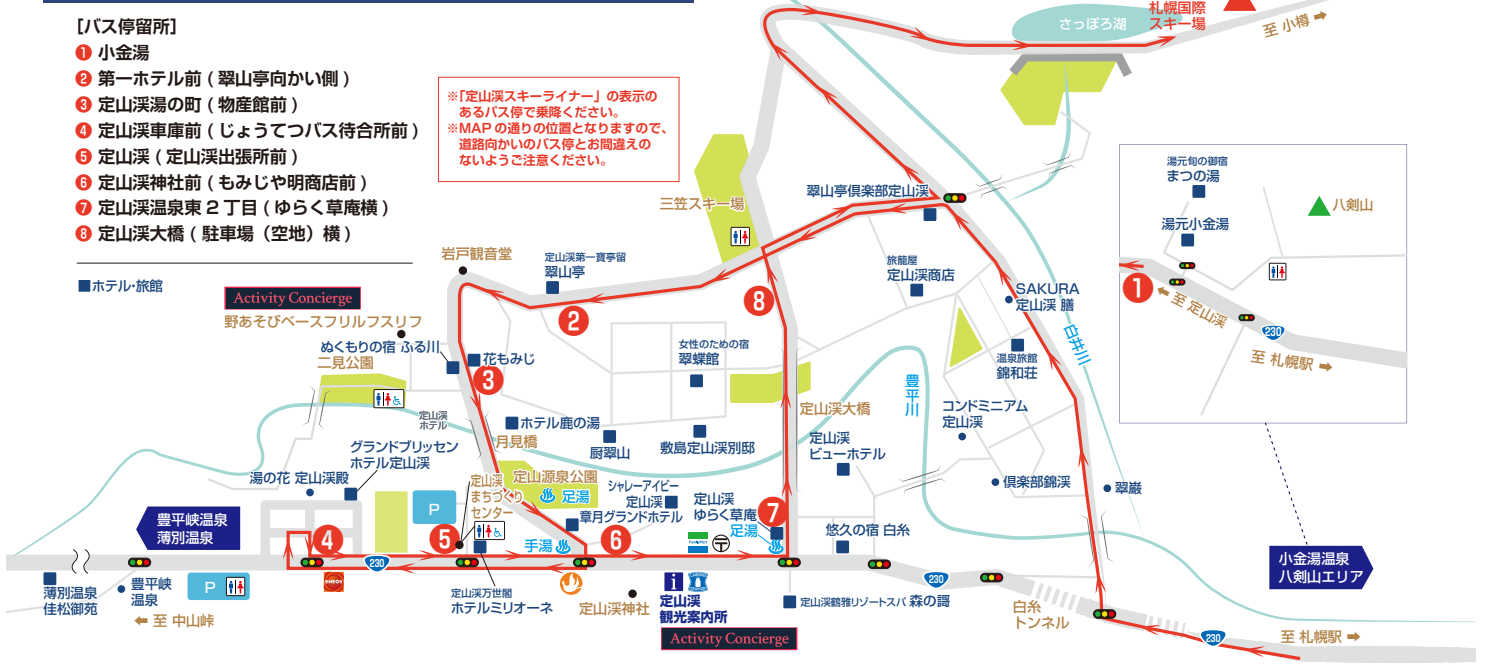 [バス停留所]
❶ 小金湯
❷ 第一ホテル前 ( 翠山亭向かい側 )
❸ 定山渓湯の町 ( 物産館前 )
❹ 定山渓車庫前 ( じょうてつバス待合所前 )
❺ 定山渓 ( 定山渓出張所前 )
❻ 定山渓神社前 ( もみじや明商店前 )
❼ 定山渓温泉東 2 丁目 ( ゆらく草庵横 )
❽ 定山渓大橋 ( 駐車場（空地）横 )
■ホテル・旅館
※「定山渓スキーライナー」の表示の
あるバス停で乗降ください。
※MAP の通りの位置となりますので、
道路向かいのバス停とお間違えの
ないようご注意ください。
さっぽろ湖
札幌国際
スキー場
至 小樽
湯元旬の御宿
まつの湯
八剣山
湯元小金湯
1
至 定山渓
230
至 札幌駅
三笠スキー場
翠山亭倶楽部定山渓
岩戸観音堂
定山渓第一寶亭留
翠山亭
旅籠屋
定山渓商店
8
2
SAKURA
定山渓 膳
白井川
Activity Concierge
野あそびベースフリルフスリフ
ぬくもりの宿 ふる川
二見公園
花もみじ
3
女性のための宿
翠蝶館
温泉旅館
錦和荘
豊平川
定山渓
ホテル
ホテル鹿の湯
月見橋
厨翠山
敷島定山渓別邸
定山渓大橋
コンドミニアム
定山渓
定山渓
ビューホテル
グランドブリッセン
ホテル定山渓
湯の花 定山渓殿
定山渓
まちづくり
センター
定山源泉公園
足湯
シャレーアイビー
定山渓
章月グランドホテル
定山渓
ゆらく草庵
足湯
7
倶楽部錦渓
翠巌
P
豊平峡温泉
薄別温泉
4
5
手湯
6
FamilyMart
悠久の宿 白糸
小金湯温泉
八剣山エリア
230
薄別温泉
佳松御苑
豊平峡
温泉
P
ENEOS
定山渓万世閣
ホテルミリオーネ
定山渓神社
i
定山渓
観光案内所
定山渓鶴雅リゾートスパ 森の謌
230
白糸
トンネル
230
至 札幌駅
至 中山峠
Activity Concierge